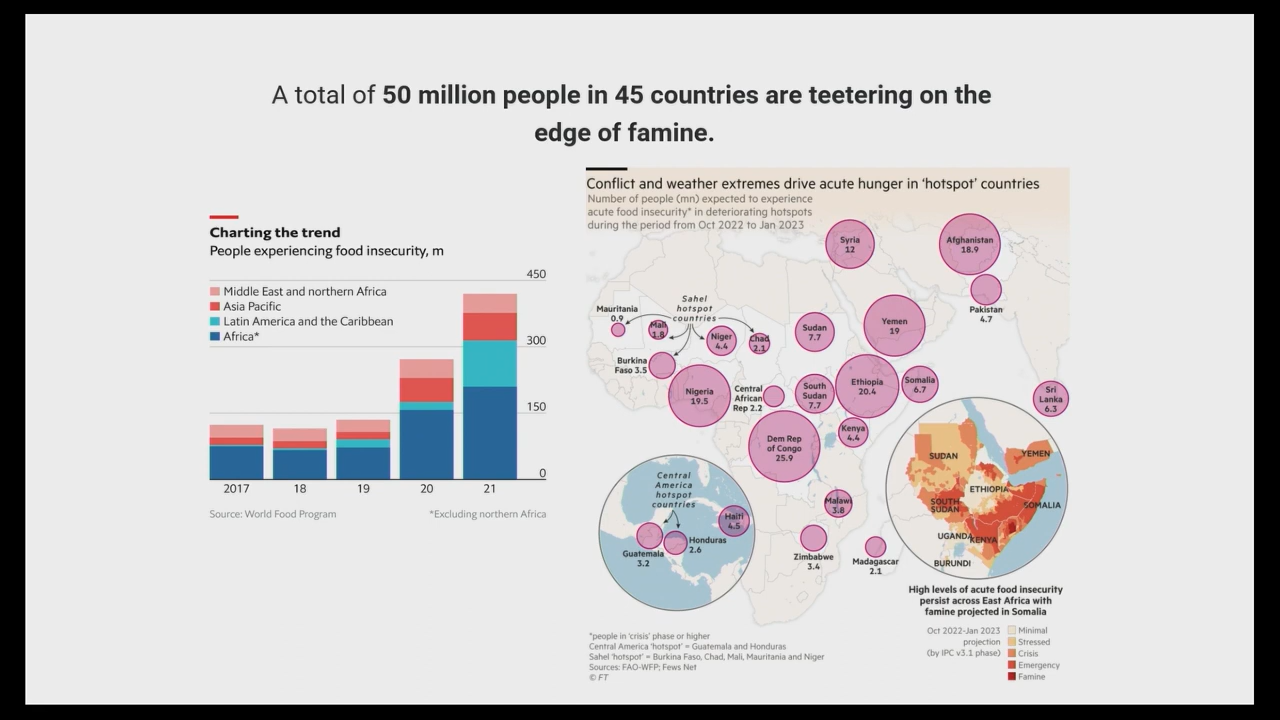 A total of 50 million people in 45 countries are teetering on the
edge of famine.
Charting the trend
People experiencing food insecurity, m
450
Middle East and northern Africa
Asia Pacific
Latin America and the Caribbean
Africa*
300
150
0
2017
18
19
20
21
Source: World Food Program
*Excluding northern Africa
Conflict and weather extremes drive acute hunger in ‘hotspot’ countries
Number of people (mn) expected to experience
acute food insecurity* in deteriorating hotspots
during the period from Oct 2022 to Jan 2023
Syria
12
Afghanistan
18.9
Pakistan
4.7
Sahel
hotspot
countries
Mauritania
0.9
Mali
1.8
Niger
4.4
Chad
2.1
Sudan
7.7
Yemen
19
Burkina
Faso 3.5
Nigeria
19.5
Central
African
Rep 2.2
South
Sudan
7.7
Ethiopia
20.4
Somalia
6.7
Sri
Lanka
6.3
Kenya
4.4
Dem Rep
of Congo
25.9
Malawi
3.8
Zimbabwe
3.4
Madagascar
2.1
Central
America
hotspot
countries
Haiti
4.5
Honduras
2.6
Guatemala
3.2
SUDAN
YEMEN
ETHIOPIA
SOUTH
SUDAN
SOMALIA
UGANDA
KENYA
BURUNDI
High levels of acute food insecurity
persist across East Africa with
famine projected in Somalia
Oct 2022-Jan 2023
projection
(by IPC v3.1 phase)
Minimal
Stressed
Crisis
Emergency
Famine
*people in ‘crisis’ phase or higher
Central America ‘hotspot’ = Guatemala and Honduras
Sahel ‘hotspot’ = Burkina Faso, Chad, Mali, Mauritania and Niger
Sources: FAO-WFP; Fews Net
© FT